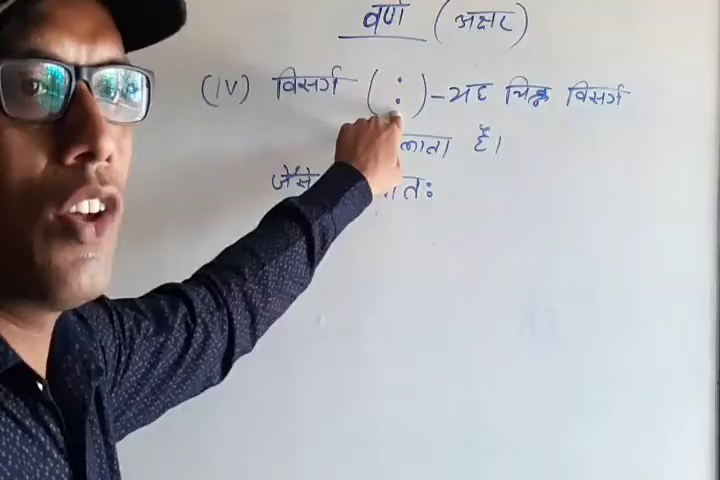 वर्ण (अक्षर)
(IV) विसर्ग (:) - यह चिह्न विसर्ग
लाता है।
जैसे
तः